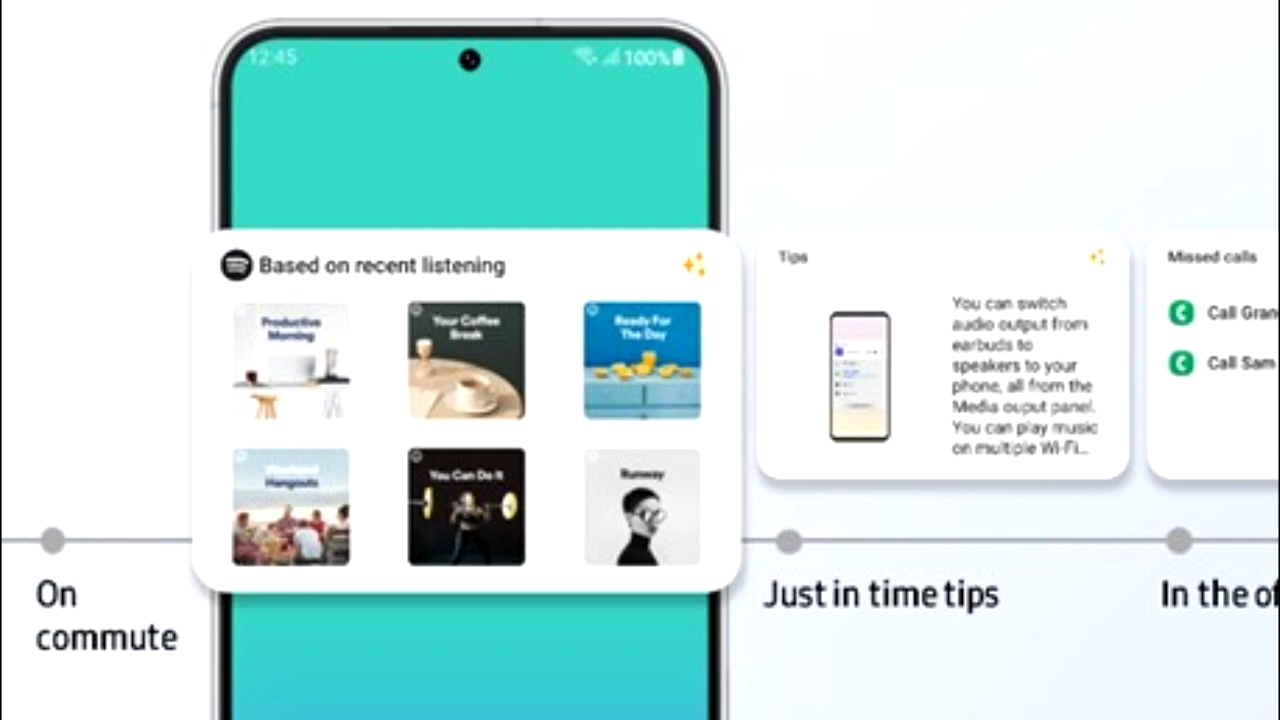 12:45
100%
Based on recent listening
Productive
Morning
Your Coffee
Break
Ready For
The Day
Weekend
Hangouts
You Can Do It
Runway
Tips
You can switch
audio output from
earbuds to
speakers to your
phone, all from the
Media ouput panel.
You can play music
on multiple Wi-Fi...
Missed calls
Call Gran
Call Sam
On
commute
Just in time tips
In the of